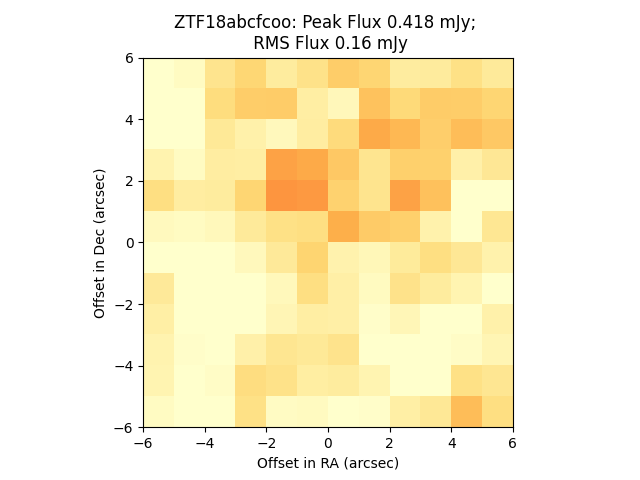 ZTF18abcfcoo: Peak Flux 0.418 mJy;
RMS Flux 0.16 mJy
6
4
2
0
−2
−4
−6
Offset in Dec (arcsec)
−6 −4 −2 0 2 4 6
Offset in RA (arcsec)